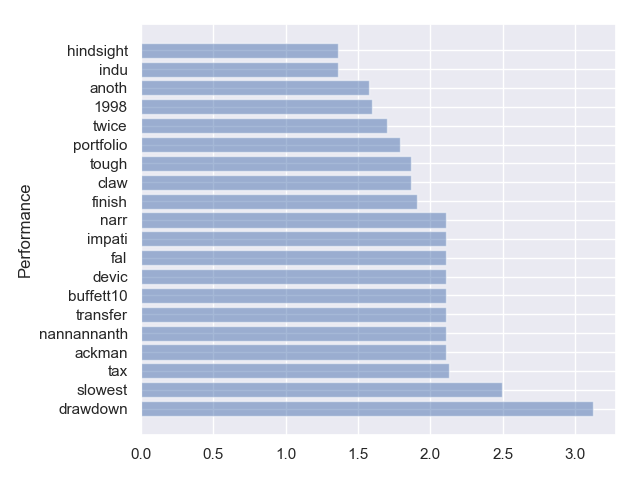 hindsight
indu
anoth
1998
twice
portfolio
tough
claw
finish
narr
impati
fal
devic
buffett10
transfer
nannannanth
ackman
tax
slowest
drawdown
Performance
0.0 0.5 1.0 1.5 2.0 2.5 3.0